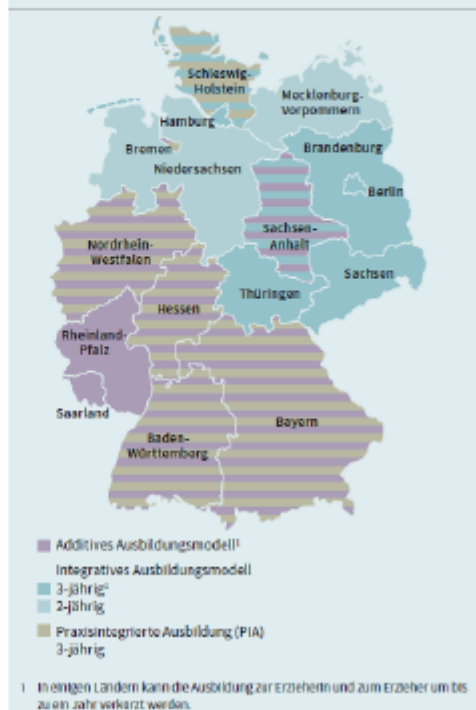 Schleswig-
Holstein
Mecklenburg-
Vorpommern
Hamburg
Bremen
Brandenburg
Niedersachsen
Berlin
Sachsen-
Anhalt
Nordrhein-
Westfalen
Sachsen
Thüringen
Hessen
Rheinland-
Pfalz
Saarland
Bayern
Baden-
Württemberg
Additives Ausbildungsmodell¹
Integratives Ausbildungsmodell
3-jährig¹
2-jährig
Praxisintegrierte Ausbildung (PIA)
3-jährig
1 In einigen Ländern kann die Ausbildung zur Erzieherin und zum Erzieher um bis
zu ein Jahr verkürzt werden.